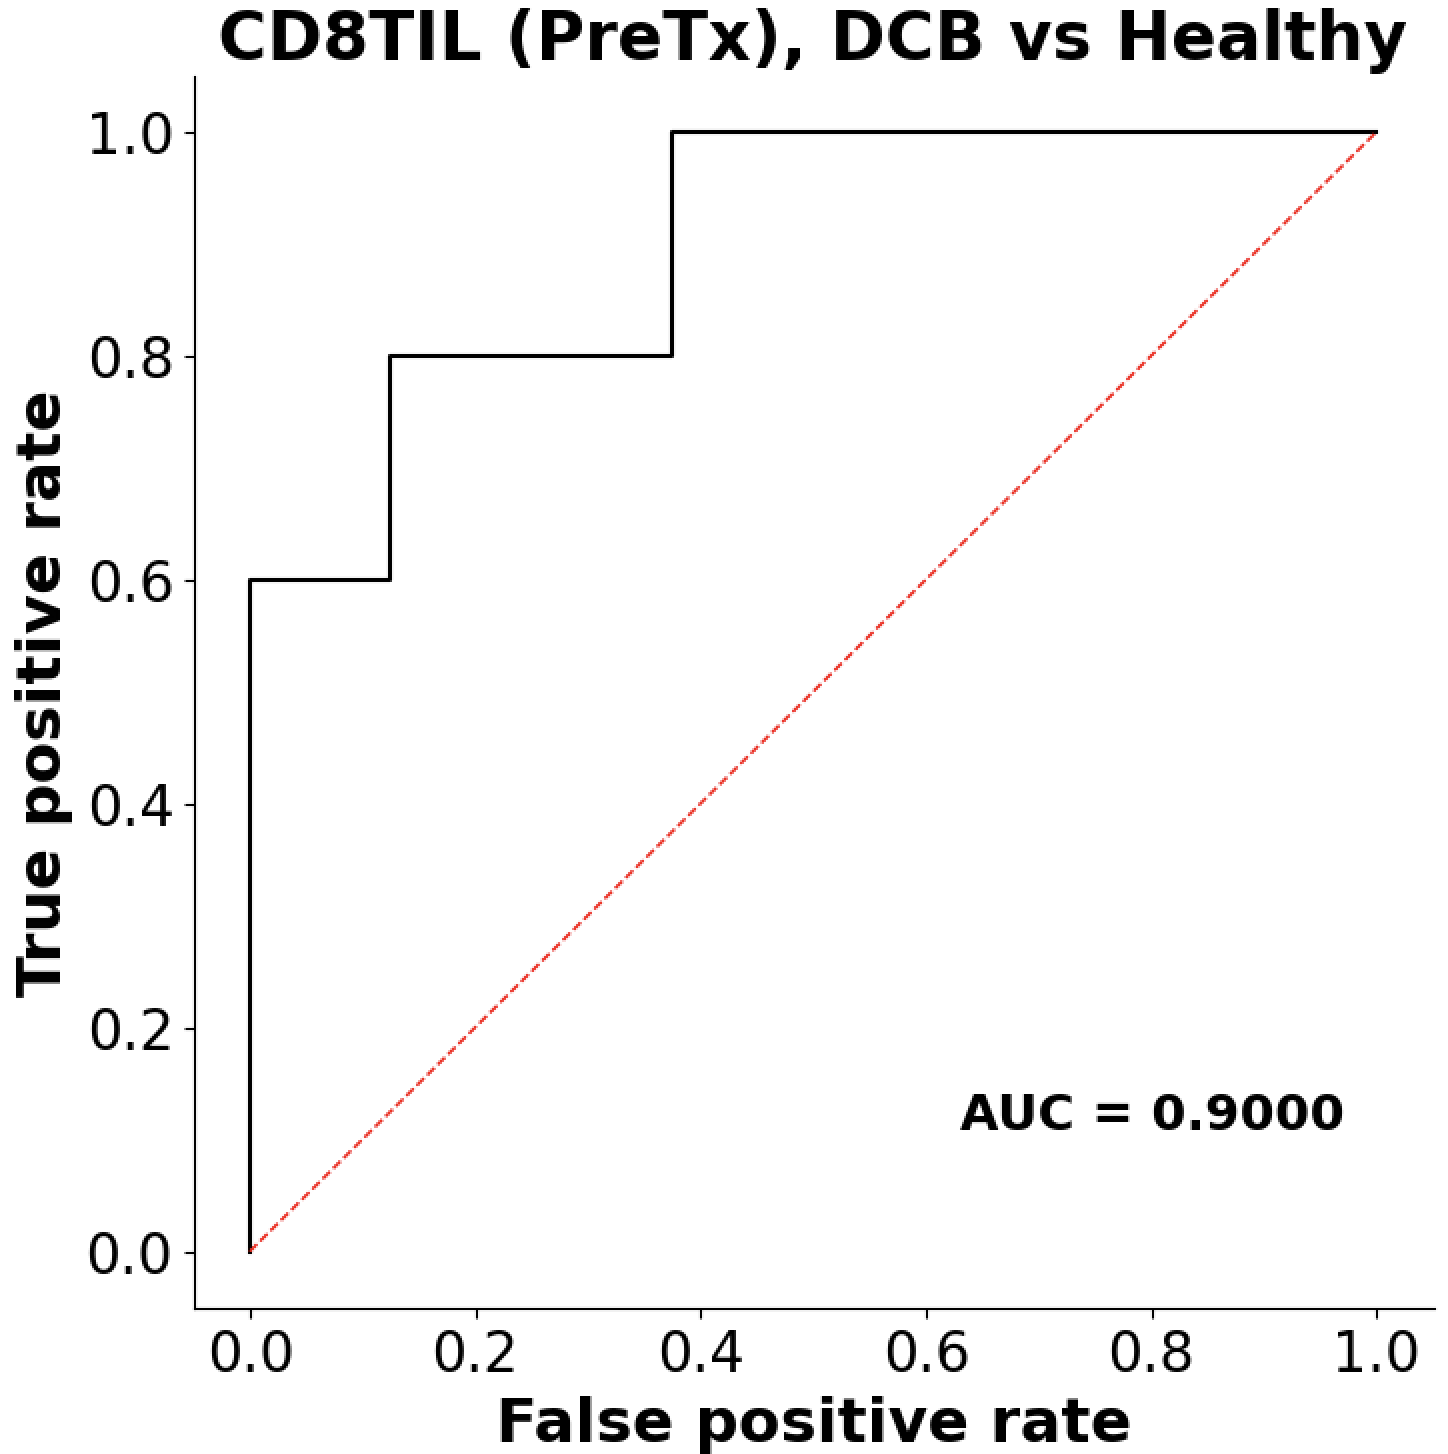 CD8TIL (PreTx), DCB vs Healthy
1.0
0.8
0.6
0.4
0.2
0.0
True positive rate
AUC = 0.9000
0.0 0.2 0.4 0.6 0.8 1.0
False positive rate